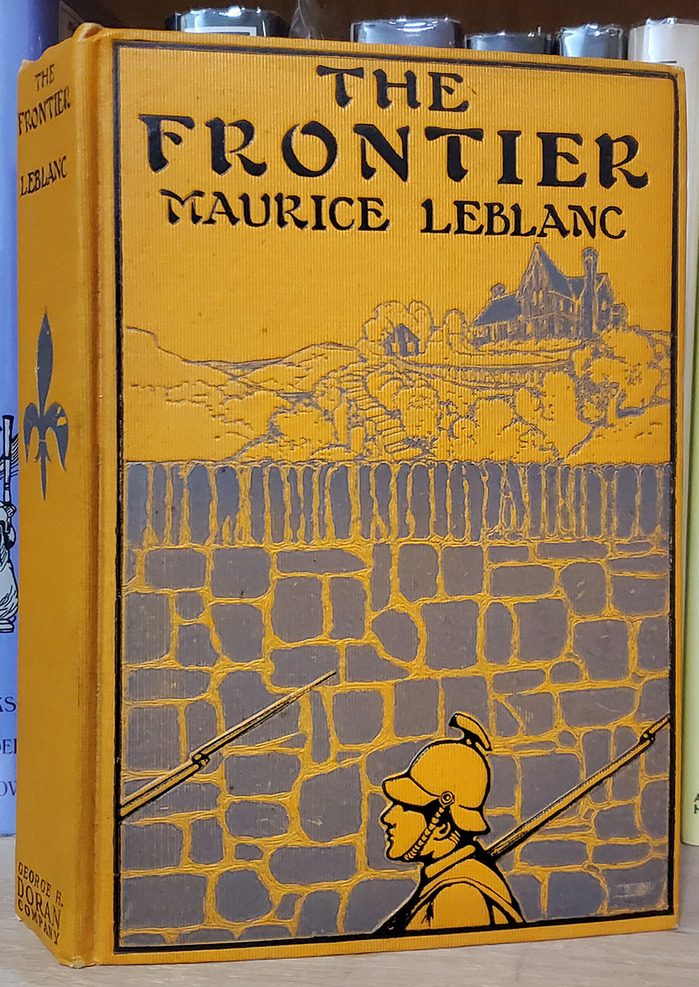 THE
FRONTIER
MAURICE LEBLANC
THE
FRONTIER
LEBLANC
GEORGE H.
DORAN
COMPANY